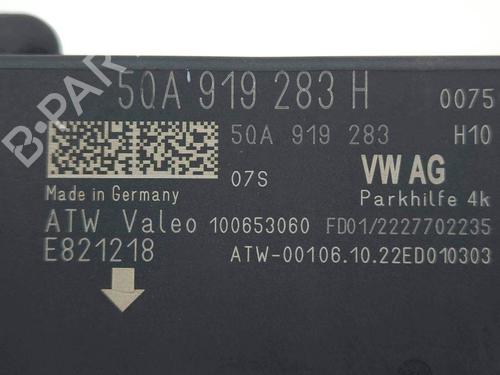 5QA 919 283 H 0075
5QA 919 283 H10
07S VW AG
Made in Germany Parkhilfe 4k
ATW Valeo 100653060 FD01/2227702235
E821218 ATW-00106.10.22ED010303
B-PARTS